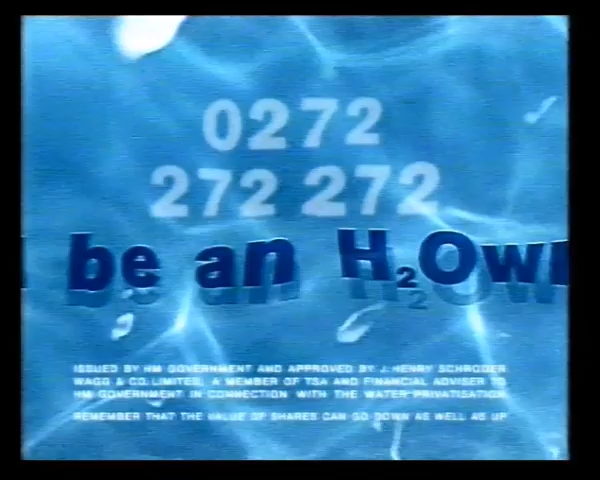 0272
272 272
be an H₂Own
ISSUED BY HM GOVERNMENT AND APPROVED BY J. HENRY SCHRODER
WAGG & CO. LIMITED, A MEMBER OF TSA AND FINANCIAL ADVISER TO
HM GOVERNMENT IN CONNECTION WITH THE WATER PRIVATISATION
REMEMBER THAT THE VALUE OF SHARES CAN GO DOWN AS WELL AS UP